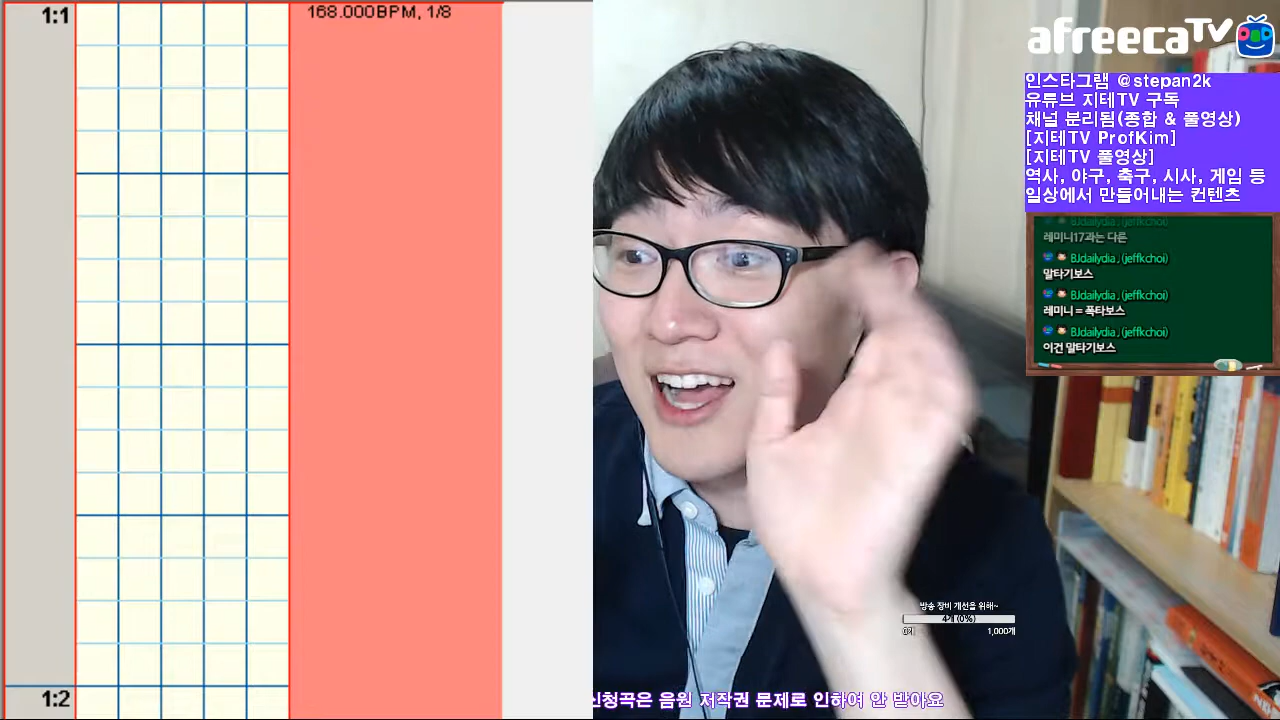 1:1
168.000BPM, 1/8
1:2
afreecaTV
인스타그램 @stepan2k
유튜브 지테TV 구독
채널 분리됨(종합 & 풀영상)
[지테TV ProfKim]
[지테TV 풀영상]
역사, 야구, 축구, 시사, 게임 등
일상에서 만들어내는 컨텐츠
BJdailydia, (jeffkchoi)
레미니17과는 다른
BJdailydia, (jeffkchoi)
말타기보스
BJdailydia, (jeffkchoi)
레미니 = 폭타보스
BJdailydia, (jeffkchoi)
이건 말타기보스
방송 장비 개선을 위해~
4개 (0%)
0개 1,000개
신청곡은 음원 저작권 문제로 인하여 안 받아요